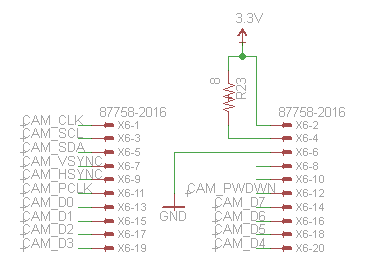 3.3V
8
R23
87758-2016
87758-2016
CAM_CLK X6-1
X6-2
CAM_SCL X6-3
X6-4
CAM_SDA X6-5
X6-6
CAM_VSYNC X6-7
X6-8
CAM_HSYNC X6-9
X6-10
CAM_PCLK X6-11
CAM_PWDWN X6-12
CAM_D0 X6-13
CAM_D7 X6-14
CAM_D1 X6-15
CAM_D6 X6-16
CAM_D2 X6-17
CAM_D5 X6-18
CAM_D3 X6-19
CAM_D4 X6-20
GND